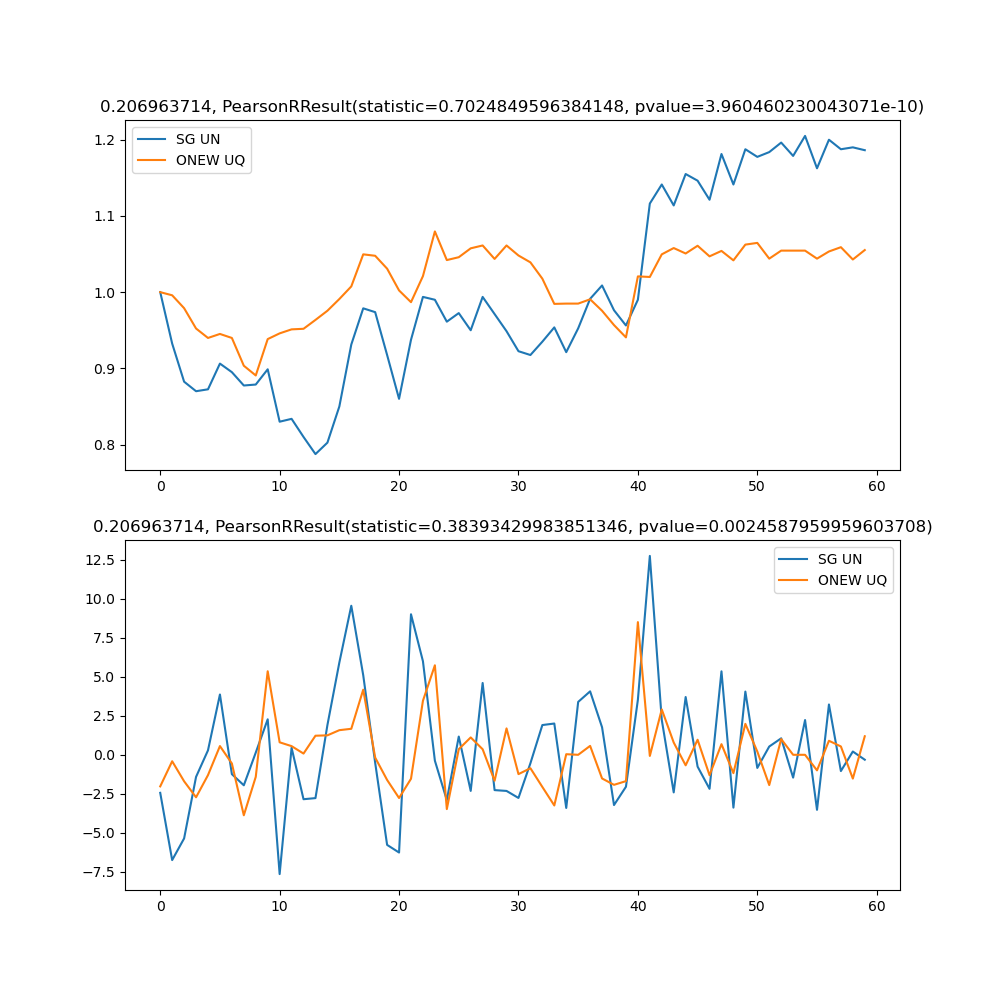 0.206963714, PearsonRResult(statistic=0.7024849596384148, pvalue=3.960460230043071e-10)
SG UN
ONEW UQ
1.2
1.1
1.0
0.9
0.8
0 10 20 30 40 50 60
0.206963714, PearsonRResult(statistic=0.38393429983851346, pvalue=0.0024587959959603708)
SG UN
ONEW UQ
12.5
10.0
7.5
5.0
2.5
0.0
−2.5
−5.0
−7.5
0 10 20 30 40 50 60